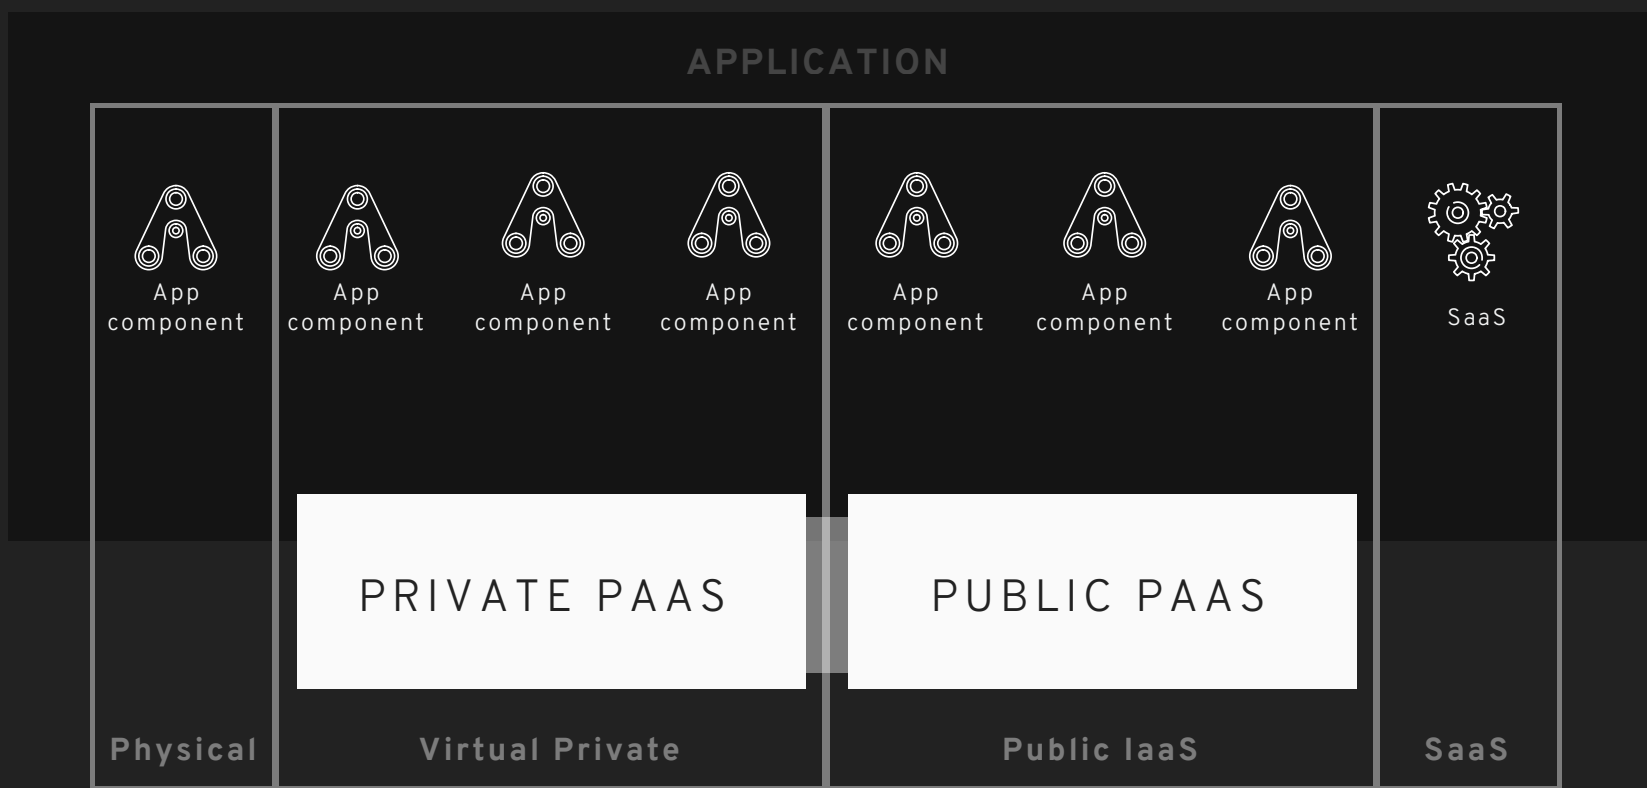 APPLICATION
App
component
App
component
App
component
App
component
App
component
App
component
App
component
SaaS
PRIVATE PAAS
PUBLIC PAAS
Physical
Virtual Private
Public IaaS
SaaS